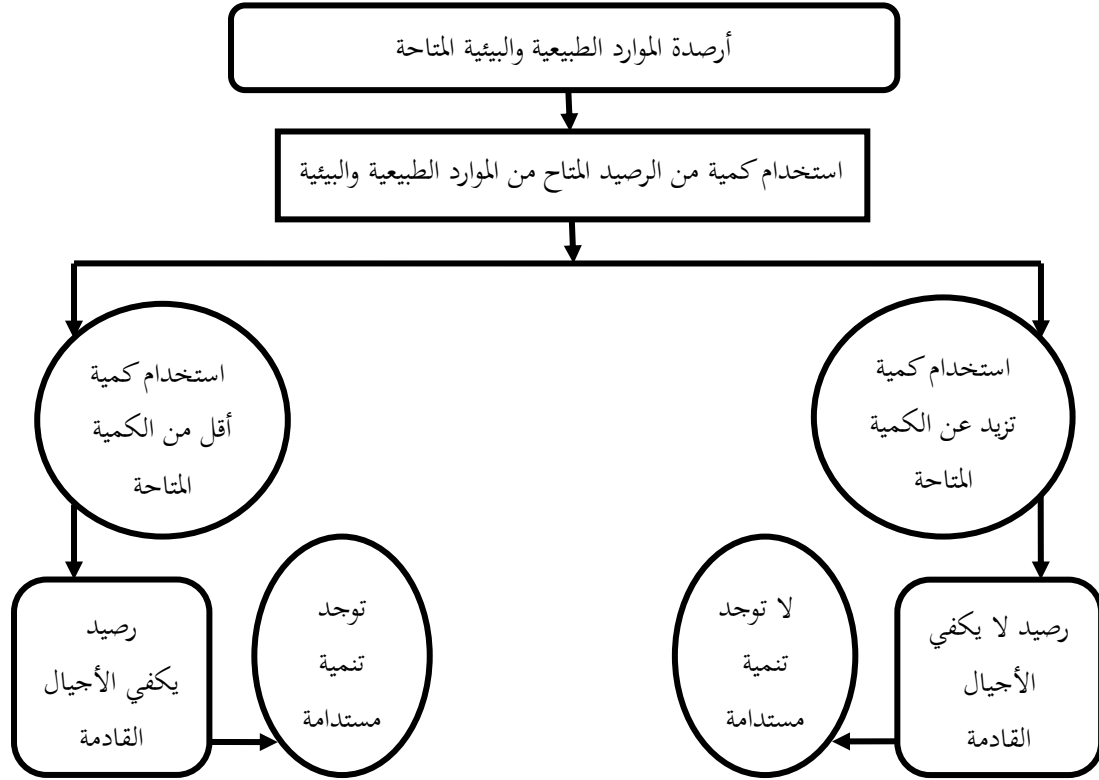 أرصدة الموارد الطبيعية والبيئية المتاحة
استخدام كمية من الرصيد المتاح من الموارد الطبيعية والبيئية
استخدام كمية
تزيد عن الكمية
المتاحة
استخدام كمية
أقل من الكمية
المتاحة
رصيد لا يكفي
الأجيال
القادمة
لا توجد
تنمية
مستدامة
توجد
تنمية
مستدامة
رصيد
يكفي الأجيال
القادمة